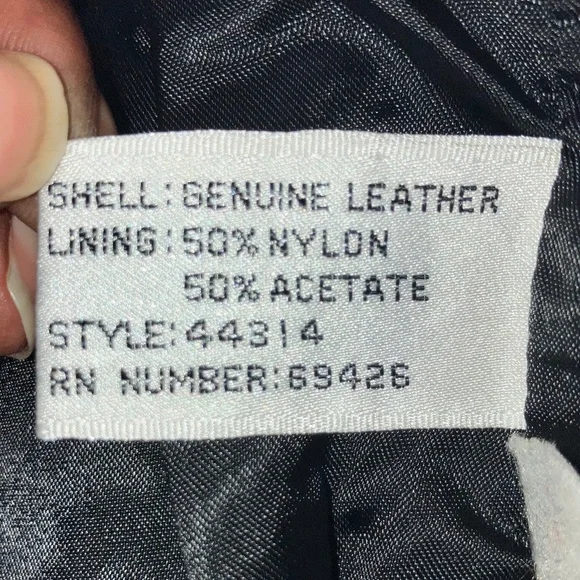 SHELL: GENUINE LEATHER
LINING: 50% NYLON
50% ACETATE
STYLE: 44314
RN NUMBER: 69426